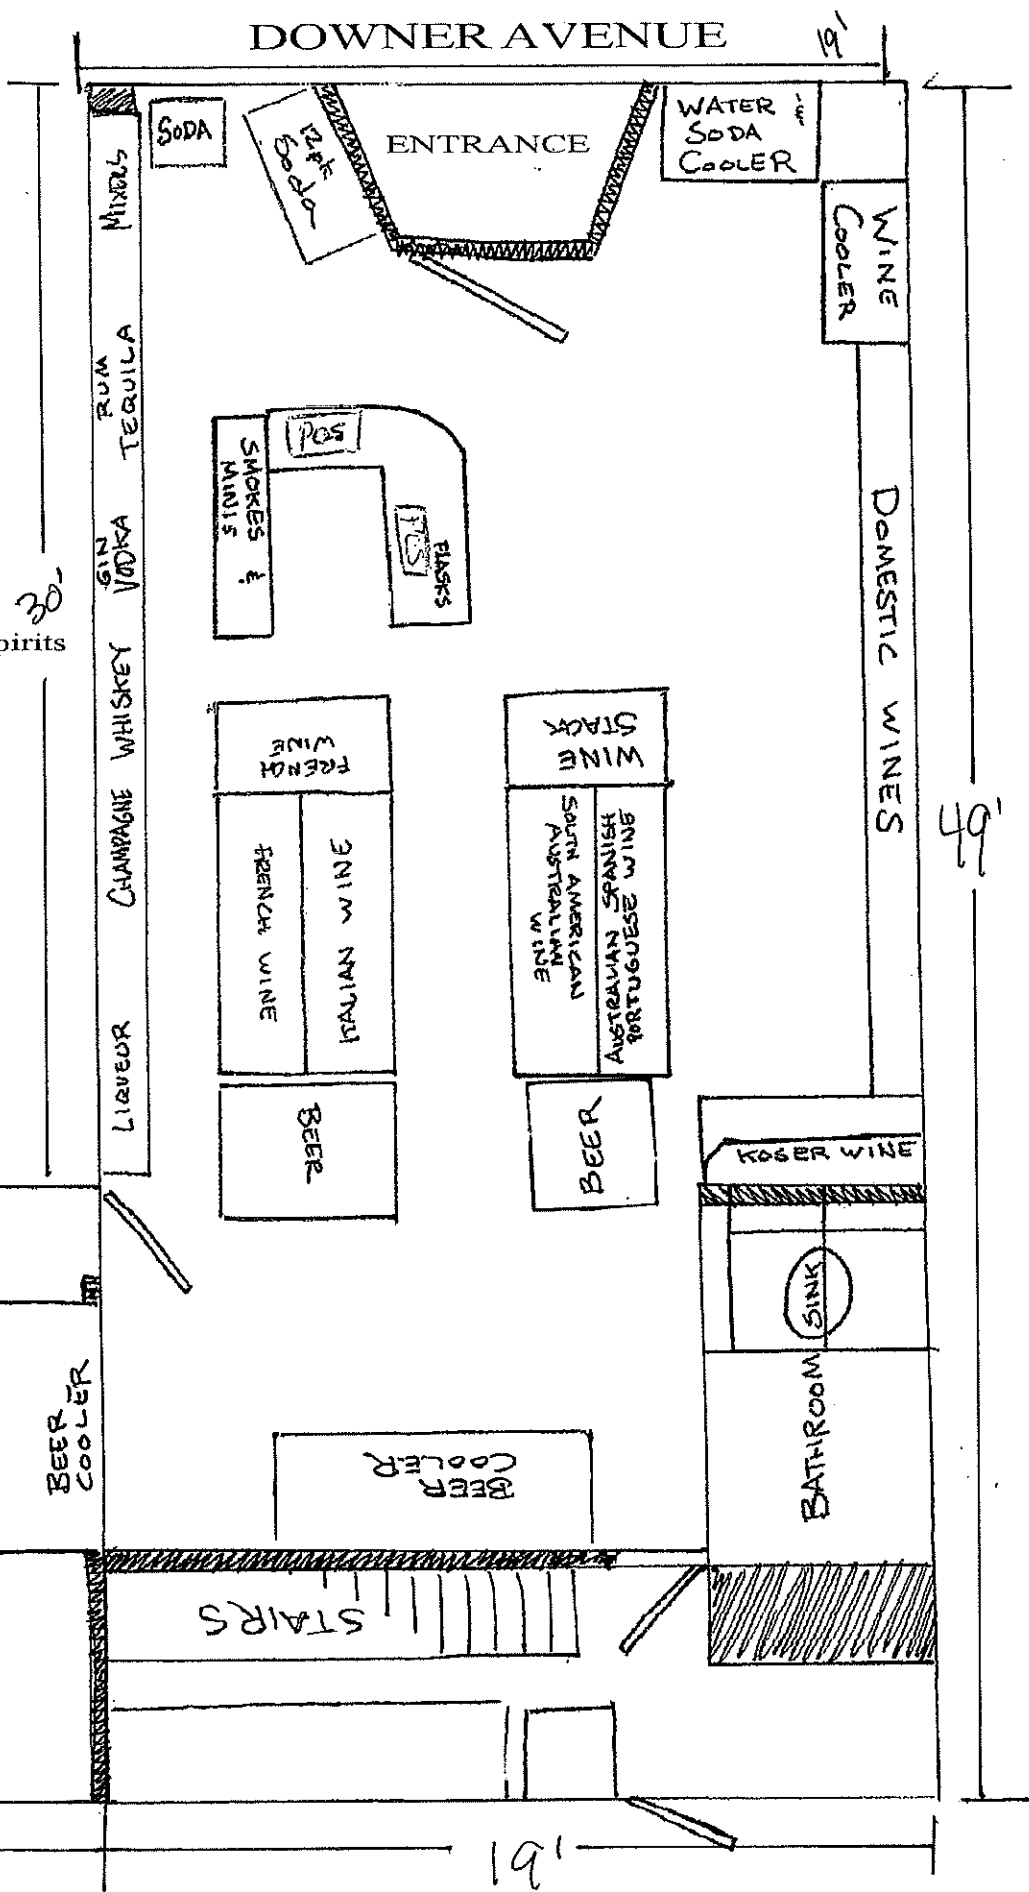 DOWNER AVENUE
19'
SODA
12pk
Soda
ENTRANCE
WATER &
SODA
COOLER
MIXERS
WINE
COOLER
RUM
TEQUILA
POS
SMOKES &
MINIS
POS
FLASKS
GIN
VODKA
30-
pirits
WHISKEY
DOMESTIC WINES
FRENCH
WINE
WINE
STACK
CHAMPAGNE
FRENCH WINE
ITALIAN WINE
SOUTH AMERICAN
AUSTRALIAN
WINE
AUSTRALIAN SPANISH
PORTUGUESE WINE
49'
LIQUEUR
BEER
BEER
KOSER WINE
SINK
BATHROOM
BEER
COOLER
BEER
COOLER
STAIRS
19'